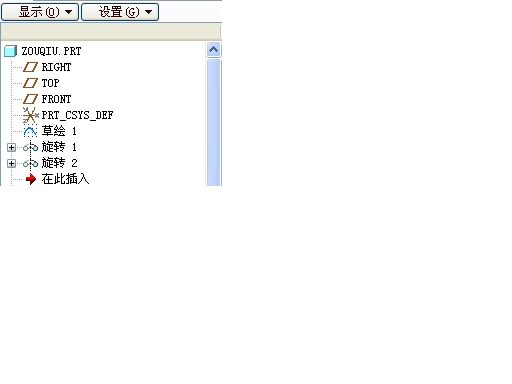 显示(O) 设置(G)
ZOUQIU.PRT
RIGHT
TOP
FRONT
PRT_CSYS_DEF
草绘 1
旋转 1
旋转 2
在此插入